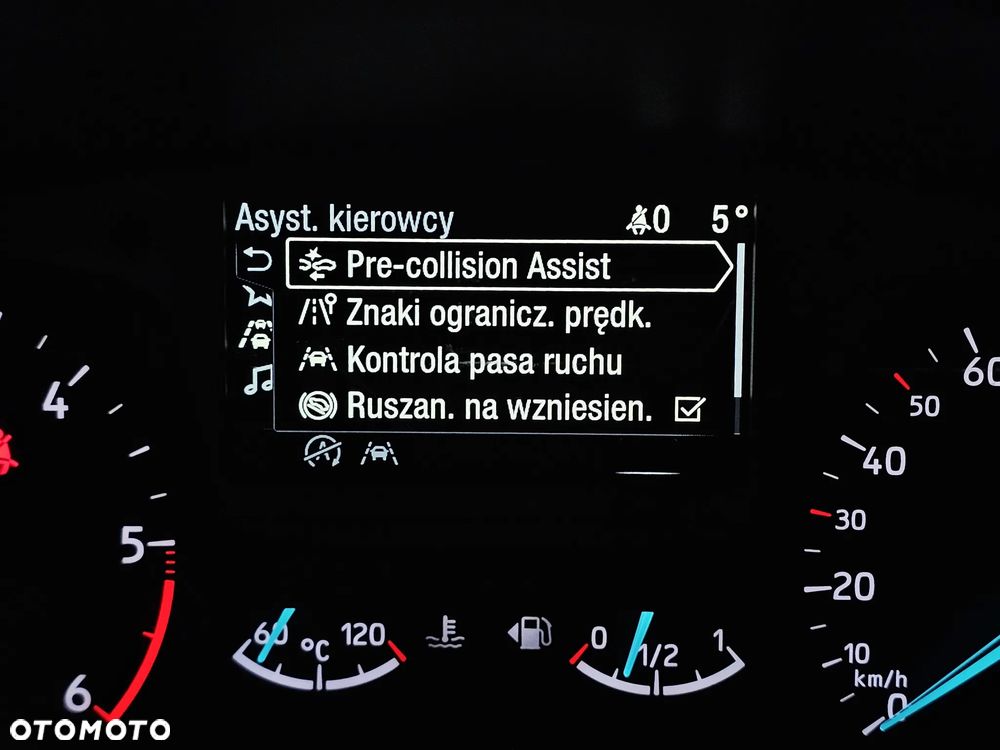 Asyst. kierowcy 0 5°
Pre-collision Assist
Znaki ogranicz. prędk.
Kontrola pasa ruchu
Ruszan. na wzniesien.
4
5
6
60
50
40
30
20
10
km/h
0
60 °C 120
0 1/2 1
OTOMOTO